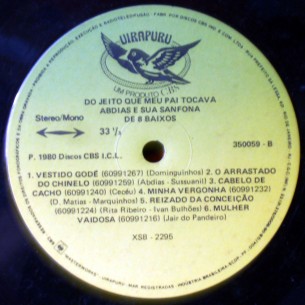 UIRAPURU
UM PRODUTO CBS
DO JEITO QUE MEU PAI TOCAVA
ABDIAS E SUA SANFONA
DE 8 BAIXOS
Stereo/Mono
33 1/3
350059 - B
P. 1980 Discos CBS I.C.L.
1. VESTIDO GODÊ (60991267) (Dominguinhos) 2. O ARRASTADO
DO CHINELO (60991259) (Abdias - Sussuanil) 3. CABELO DE
CACHO (60991240) (Cecéu) 4. MINHA VERGONHA (60991232)
(D. Matias - Marquinhos) 5. REIZADO DA CONCEIÇÃO
(60991224) (Rita Ribeiro - Ivan Bulhões) 6. MULHER
VAIDOSA (60991216) (Jair do Pandeiro)
XSB - 2295